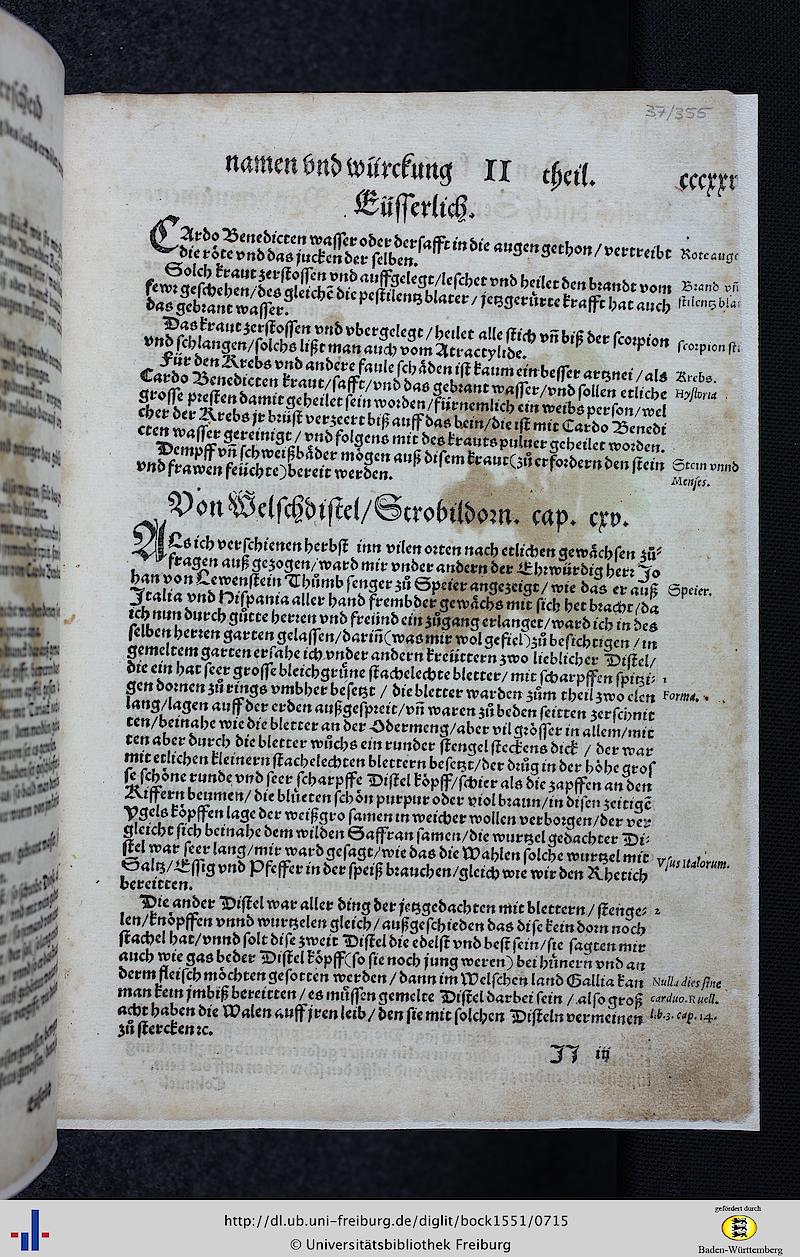 37/355
namen vnd würckung II theil. cccxxx
Eüsserlich.
CArdo Benedicten wasser oder der safft in die augen gethon / vertreibt
die röte vnd das jucken der selben.
Rote auge
Solch kraut zerstossen vnd auffgelegt / leschet vnd heilet den brandt vom
Brand vñ
fewr geschehen / des gleichē die pestilentz blater / jetzgerürte krafft hat auch
stilentz bla
das gebrant wasser.
Das kraut zerstossen vnd vbergelegt / heilet alle stich vñ biß der scorpion
vnd schlangen / solchs lißt man auch vom Atractylide.
scorpion sti
Für den Krebs vnd andere faule schäden ist kaum ein besser artznei / als
Krebs.
Cardo Benedicten kraut / safft / vnd das gebrant wasser / vnd sollen etliche
Hystoria
grosse presten damit geheilet sein worden / fürnemlich ein weibs person / wel
cher der Krebs jr brüst verzeert biß auff das bein / die ist mit Cardo Benedi
cten wasser gereinigt / vnd folgens mit des krauts puluer geheilet worden.
Dempff vñ schweißbäder mögen auß disem kraut (zů erfordern den stein
Stein vnnd
vnd frawen feüchte) bereit werden.
Menses.
Von Welschdistel / Strobildorn. cap. cxv.
ALs ich verschienen herbst inn vilen orten nach etlichen gewächsen zů⸗
fragen auß gezogen / ward mir vnder andern der Ehrwürdig herr Jo
han von Lewenstein Thůmb senger zů Speier angezeigt / wie das er auß
Speier.
Italia vnd Hispania aller hand frembder gewächs mit sich het bracht / da
ich nun durch gůtte herren vnd freünd ein zůgang erlanget / ward ich in des
selben herren garten gelassen / dariñ (was mir wol gefiel) zů besichtigen / in
gemeltem garten ersahe ich vnder andern kreüttern zwo lieblicher Distel /
die ein hat seer grosse bleichgrüne stachelechte bletter / mit scharpffen spitzi⸗
1
gen dornen zů rings vmbher besetzt / die bletter warden zům theil zwo elen
Forma.
lang / lagen auff der erden außgespreit / vñ waren zů beden seitten zerschnit
ten / beinahe wie die bletter an der Odermeng / aber vil grösser in allem / mit
ten aber durch die bletter wůchs ein runder stengel steckens dick / der war
mit etlichen kleinern stachelechten blettern besetzt / der drůg in der höhe gros
se schöne runde vnd seer scharpffe Distel köpff / schier als die zapffen an den
Kiffern beumen / die blüeten schön purpur oder viol braun / in disen zeitigē
Ygels köpffen lage der weißgro samen in weicher wollen verborgen / der ver
gleicht sich beinahe dem wilden Saffran samen / die wurtzel gedachter Di⸗
stel war seer lang / mir ward gesagt / wie das die Wahlen solche wurtzel mit
Saltz / Essig vnd Pfeffer in der speiß brauchen / gleich wie wir den Rhetich
Vsus Italorum.
bereitten.
Die ander Distel war aller ding der jetzgedachten mit blettern / stenge⸗
2
len / knöpffen vnnd wurtzelen gleich / außgeschieden das dise kein dorn noch
stachel hat / vnnd solt dise zweit Distel die edelst vnd best sein / sie sagten mir
auch wie gas beder Distel köpff (so sie noch jung weren) bei hünern vnd an
derm fleisch möchten gesotten werden / dann im Welschen land Gallia kan
Nulla dies sine
man kein jmbiß bereitten / es müssen gemelte Distel darbei sein / also groß
carduo. Ruell.
acht haben die Walen auff jren leib / den sie mit solchen Disteln vermeinen
lib. 3. cap. 14.
zů stercken ꝛc.
JJ iij
http://dl.ub.uni-freiburg.de/diglit/bock1551/0715
© Universitätsbibliothek Freiburg
gefördert durch
Baden-Württemberg